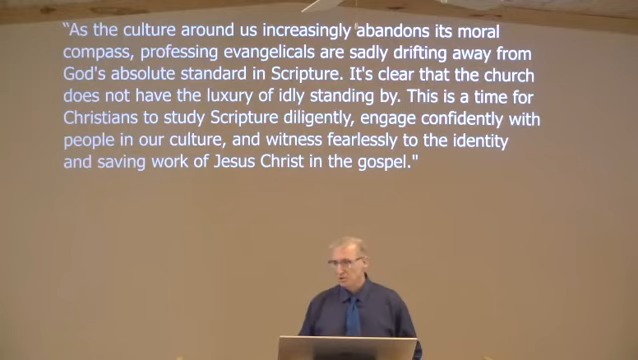 "As the culture around us increasingly abandons its moral
compass, professing evangelicals are sadly drifting away from
God's absolute standard in Scripture. It's clear that the church
does not have the luxury of idly standing by. This is a time for
Christians to study Scripture diligently, engage confidently with
people in our culture, and witness fearlessly to the identity
and saving work of Jesus Christ in the gospel."